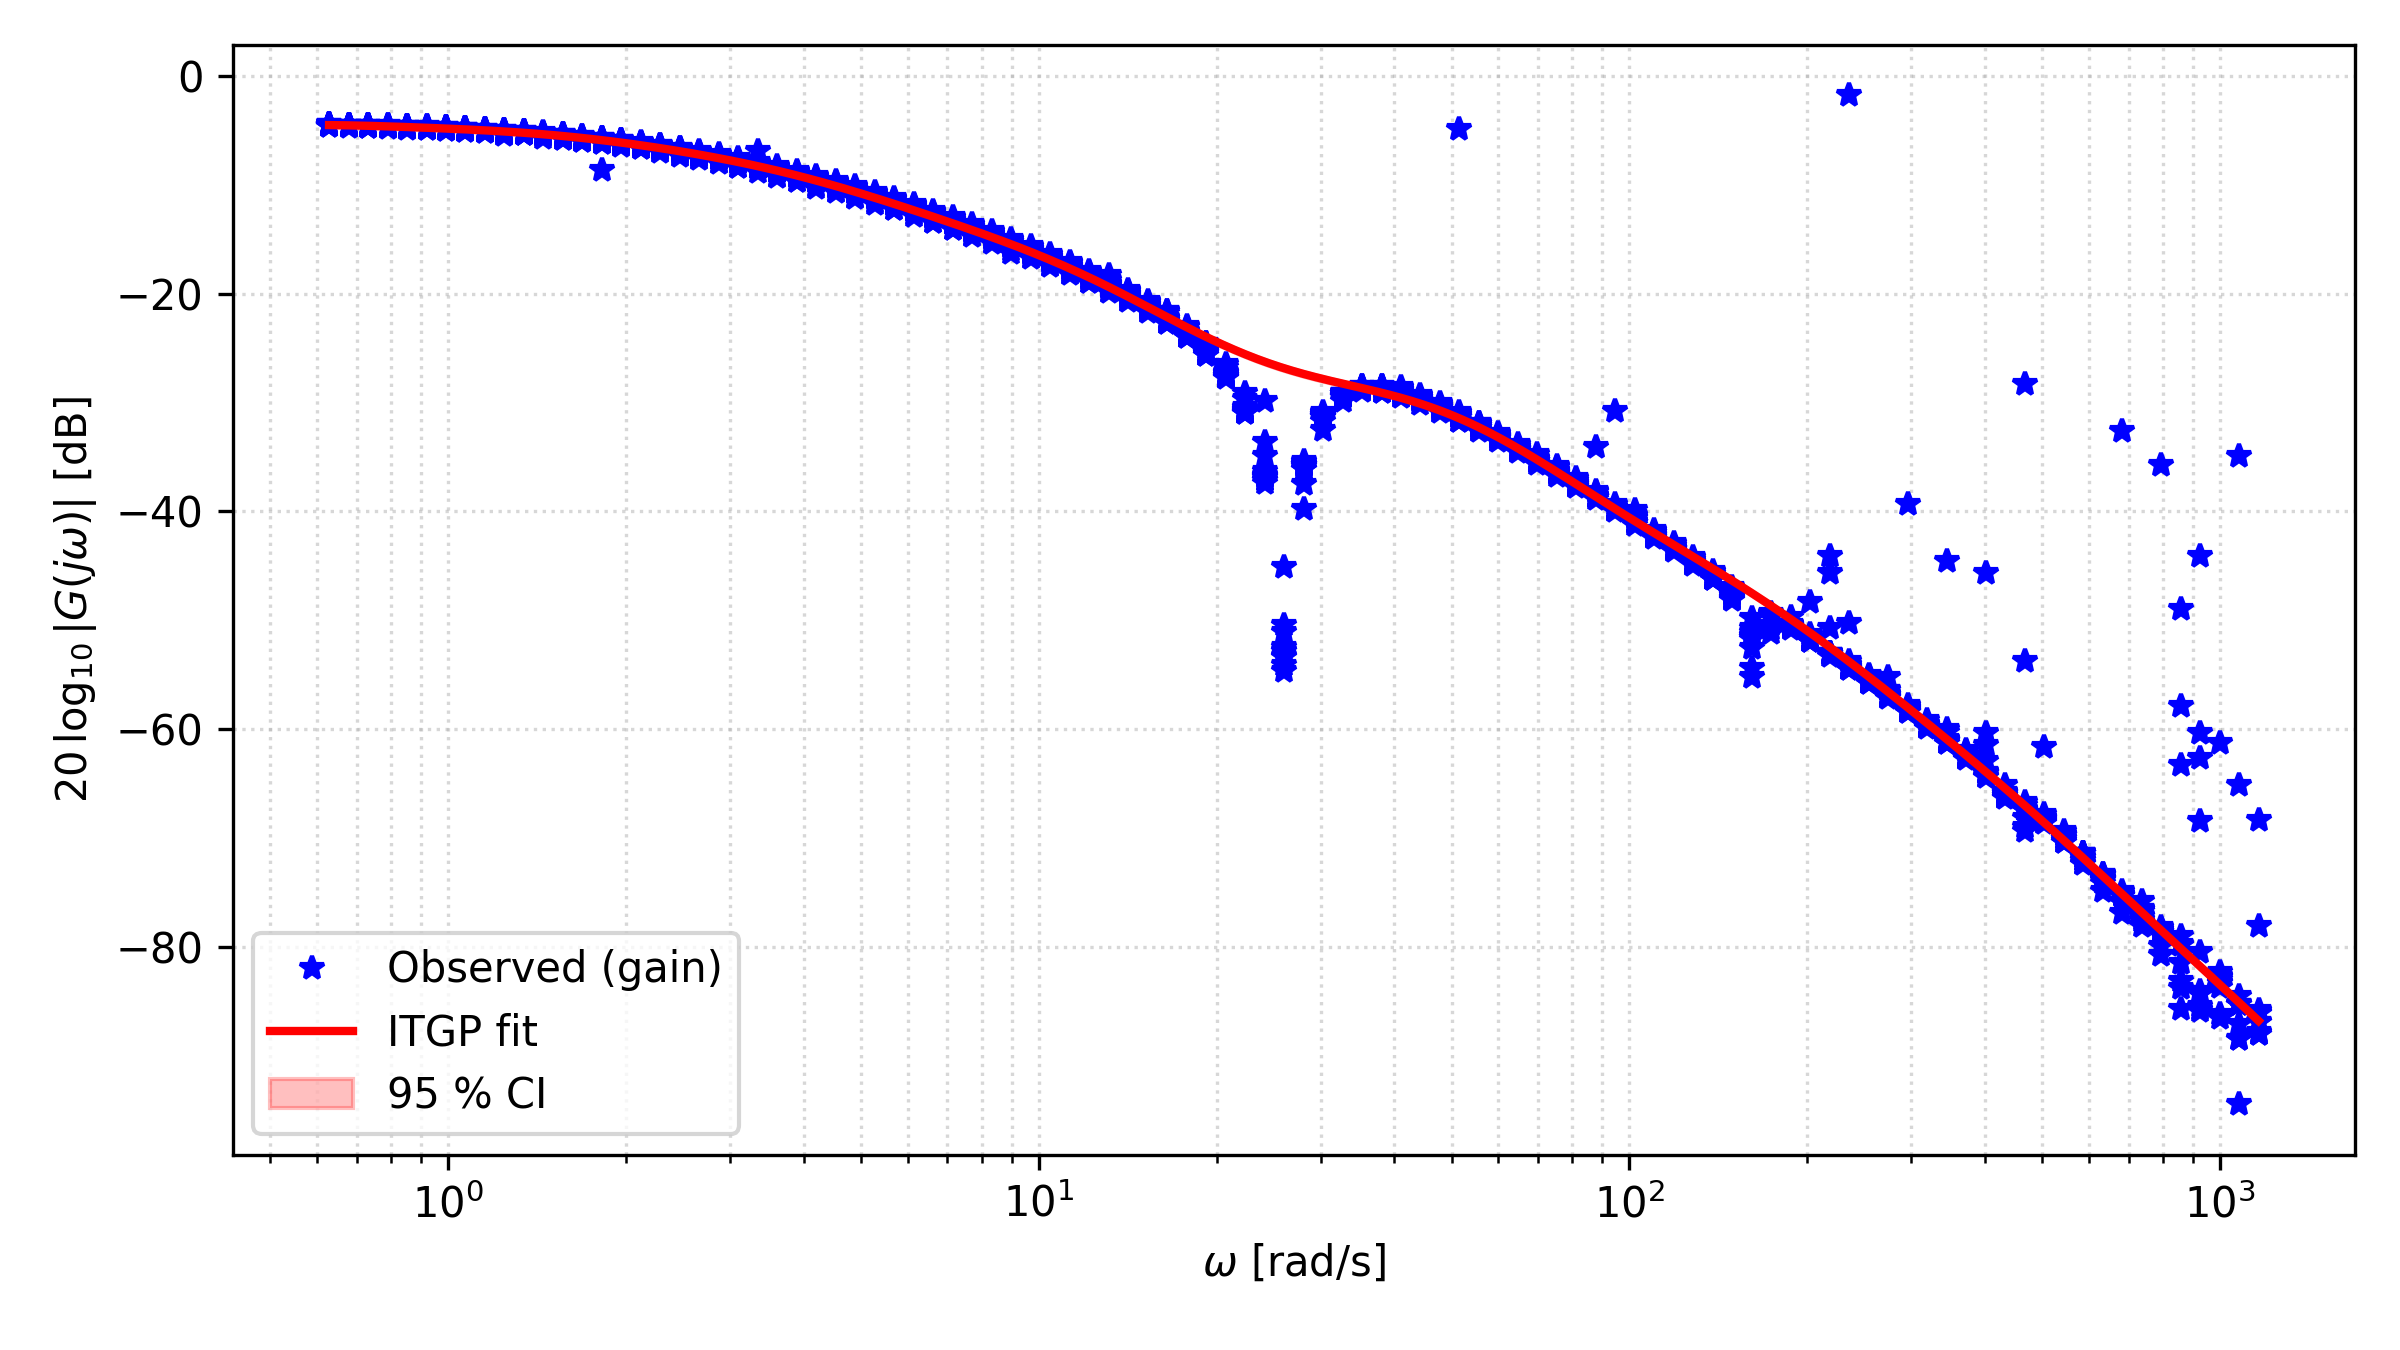 0
−20
−40
−60
−80
20 log₁₀ |G(jω)| [dB]
Observed (gain)
ITGP fit
95 % CI
10⁰
10¹
10²
10³
ω [rad/s]